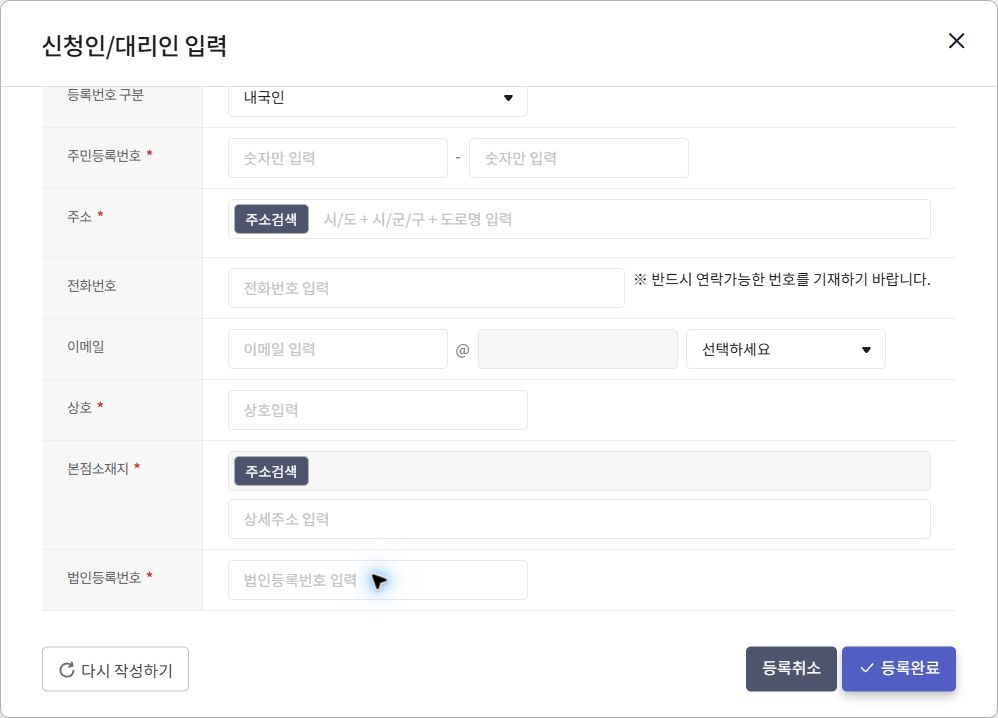 신청인/대리인 입력
등록번호 구분
내국인
주민등록번호 *
숫자만 입력 - 숫자만 입력
주소 *
주소검색 시/도 + 시/군/구 + 도로명 입력
전화번호
전화번호 입력
※ 반드시 연락가능한 번호를 기재하기 바랍니다.
이메일
이메일 입력 @ 선택하세요
상호 *
상호입력
본점소재지 *
주소검색
상세주소 입력
법인등록번호 *
법인등록번호 입력
다시 작성하기
등록취소
등록완료